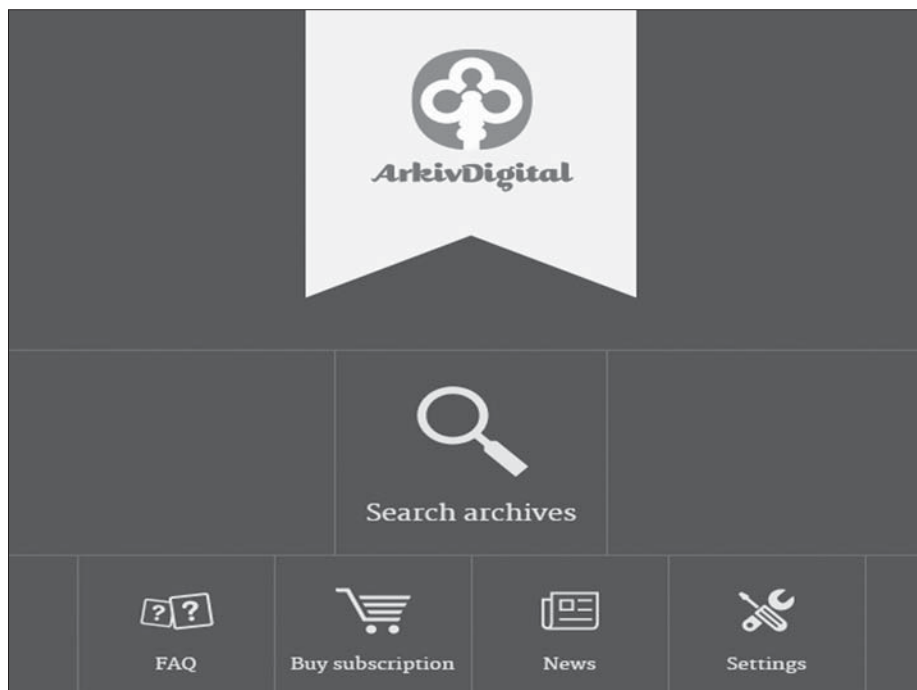 ArkivDigital
Search archives
? ?
FAQ
Buy subscription
News
Settings